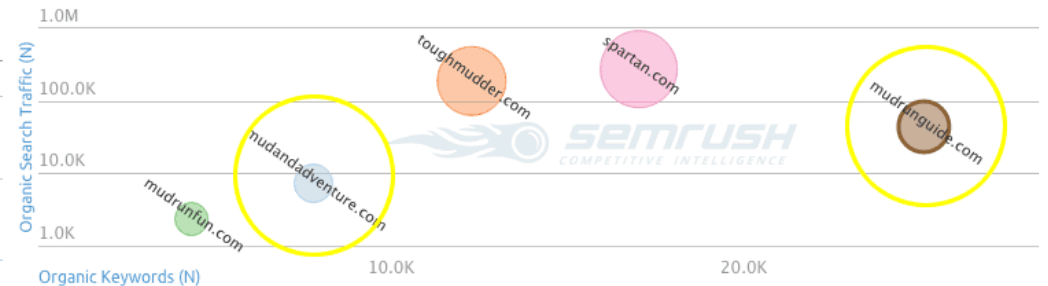 1.0M
Organic Search Traffic (N)
100.0K
10.0K
1.0K
toughmudder.com
spartan.com
mudrunguide.com
mudandadventure.com
mudrunfun.com
SEMRUSH
COMPETITIVE INTELLIGENCE
10.0K
20.0K
Organic Keywords (N)